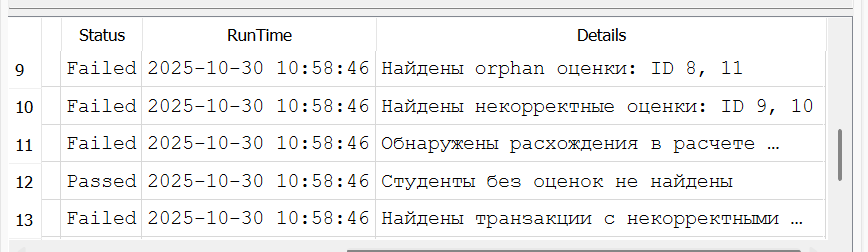 Status RunTime Details
9 Failed 2025-10-30 10:58:46 Найдены orphan оценки: ID 8, 11
10 Failed 2025-10-30 10:58:46 Найдены некорректные оценки: ID 9, 10
11 Failed 2025-10-30 10:58:46 Обнаружены расхождения в расчете …
12 Passed 2025-10-30 10:58:46 Студенты без оценок не найдены
13 Failed 2025-10-30 10:58:46 Найдены транзакции с некорректными …